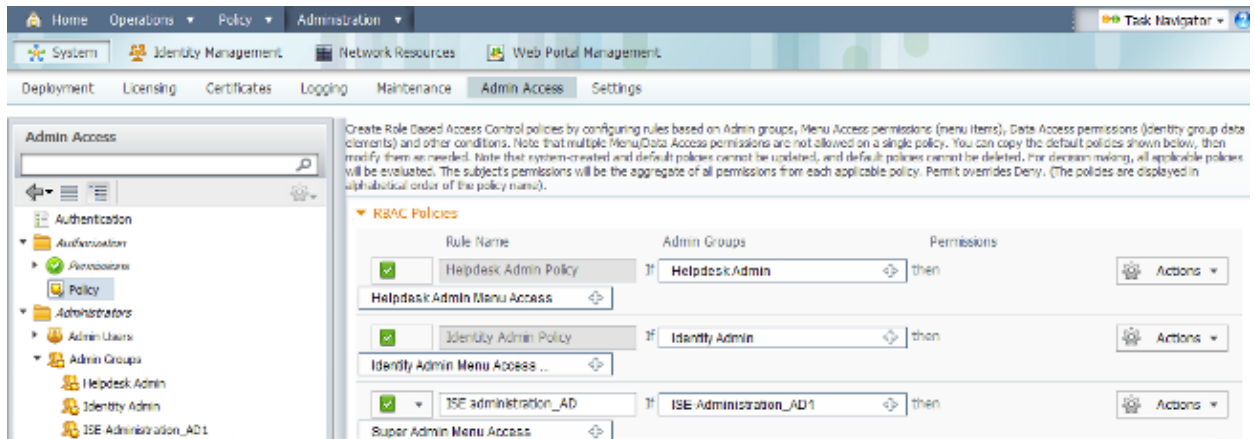 Home Operations Policy Administration Task Navigator
System Identity Management Network Resources Web Portal Management
Deployment Licensing Certificates Logging Maintenance Admin Access Settings
Admin Access
Authentication
Authorization
Permissions
Policy
Administrators
Admin Users
Admin Groups
Helpdesk Admin
Identity Admin
ISE-Administration_AD1
Create Role Based Access Control policies by configuring rules based on Admin groups, Menu Access permissions (menu items), Data Access permissions (identity group data
elements) and other conditions. Note that multiple Menu/Data Access permissions are not allowed on a single policy. You can copy the default policies shown below, then
modify them as needed. Note that system-created and default policies cannot be updated, and default policies cannot be deleted. For decision making, all applicable policies
will be evaluated. The subject's permissions will be the aggregate of all permissions from each applicable policy. Permit overrides Deny. (The policies are displayed in
alphabetical order of the policy name).
RBAC Policies
Rule Name Admin Groups Permissions
Helpdesk Admin Policy If Helpdesk Admin then Actions
Helpdesk Admin Menu Access
Identity Admin Policy If Identity Admin then Actions
Identity Admin Menu Access ...
ISE administration_AD If ISE-Administration_AD1 then Actions
Super Admin Menu Access